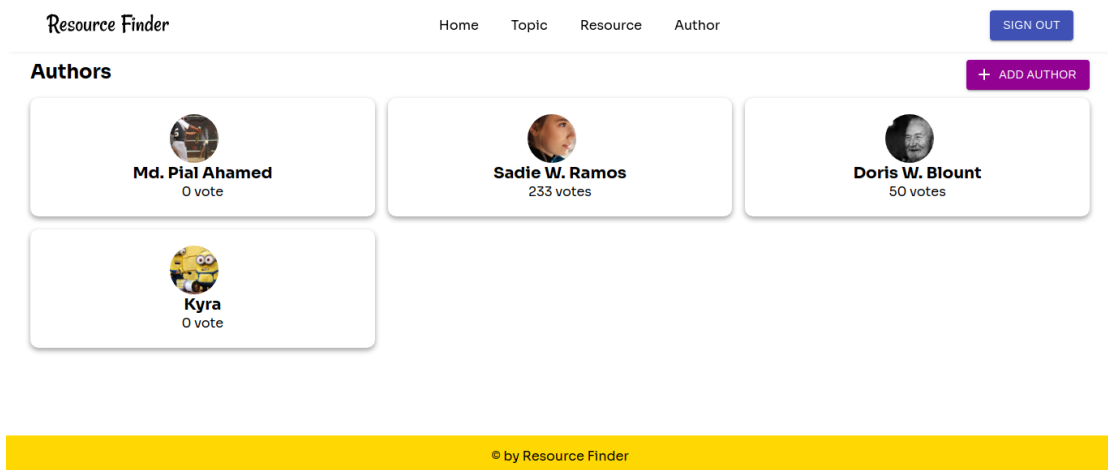 Resource Finder
Home Topic Resource Author
SIGN OUT
Authors
+ ADD AUTHOR
Md. Pial Ahamed
0 vote
Sadie W. Ramos
233 votes
Doris W. Blount
50 votes
Kyra
0 vote
© by Resource Finder